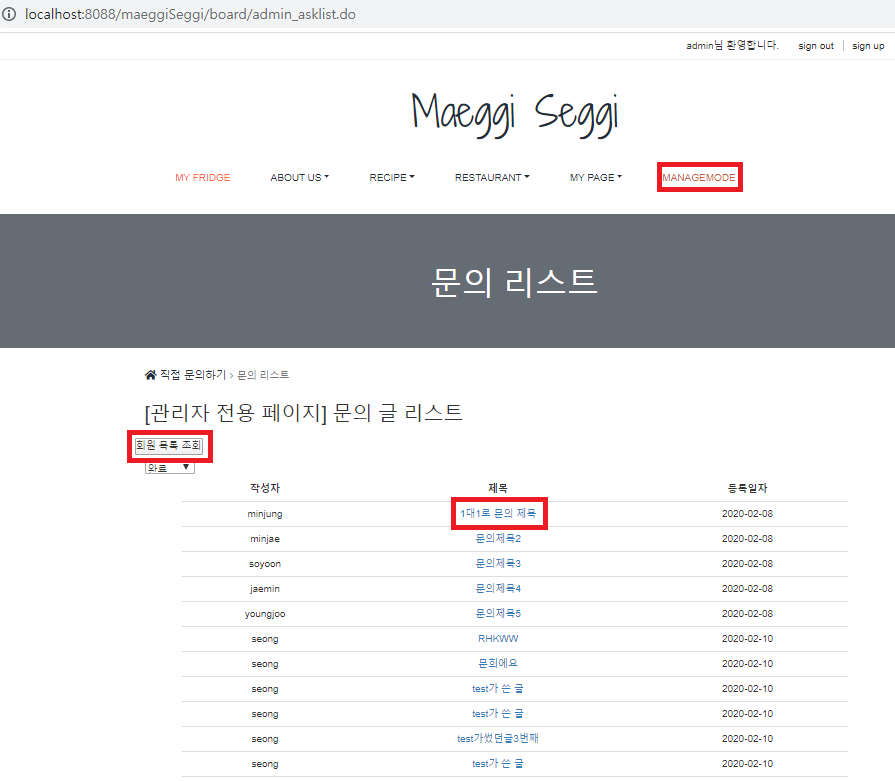 localhost:8088/maeggiSeggi/board/admin_asklist.do
admin님 환영합니다. sign out sign up
Maeggi Seggi
MY FRIDGE ABOUT US RECIPE RESTAURANT MY PAGE MANAGEMODE
문의 리스트
직접 문의하기 > 문의 리스트
[관리자 전용 페이지] 문의 글 리스트
회원 목록 조회
완료
작성자 제목 등록일자
minjung 1대1로 문의 제목 2020-02-08
minjae 문의제목2 2020-02-08
soyoon 문의제목3 2020-02-08
jaemin 문의제목4 2020-02-08
youngjoo 문의제목5 2020-02-08
seong RHKWW 2020-02-10
seong 문희에요 2020-02-10
seong test가 쓴 글 2020-02-10
seong test가 쓴 글 2020-02-10
seong test가썼던글3번째 2020-02-10
seong test가 쓴 글 2020-02-10